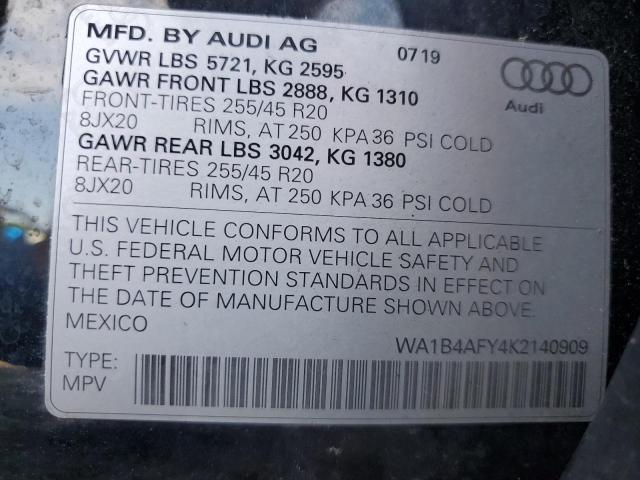 MFD. BY AUDI AG 0719
GVWR LBS 5721, KG 2595
GAWR FRONT LBS 2888, KG 1310
Audi
FRONT-TIRES 255/45 R20
8JX20 RIMS, AT 250 KPA 36 PSI COLD
GAWR REAR LBS 3042, KG 1380
REAR-TIRES 255/45 R20
8JX20 RIMS, AT 250 KPA 36 PSI COLD
THIS VEHICLE CONFORMS TO ALL APPLICABLE
U.S. FEDERAL MOTOR VEHICLE SAFETY AND
THEFT PREVENTION STANDARDS IN EFFECT ON
THE DATE OF MANUFACTURE SHOWN ABOVE.
MEXICO
WA1B4AFY4K2140909
TYPE:
MPV